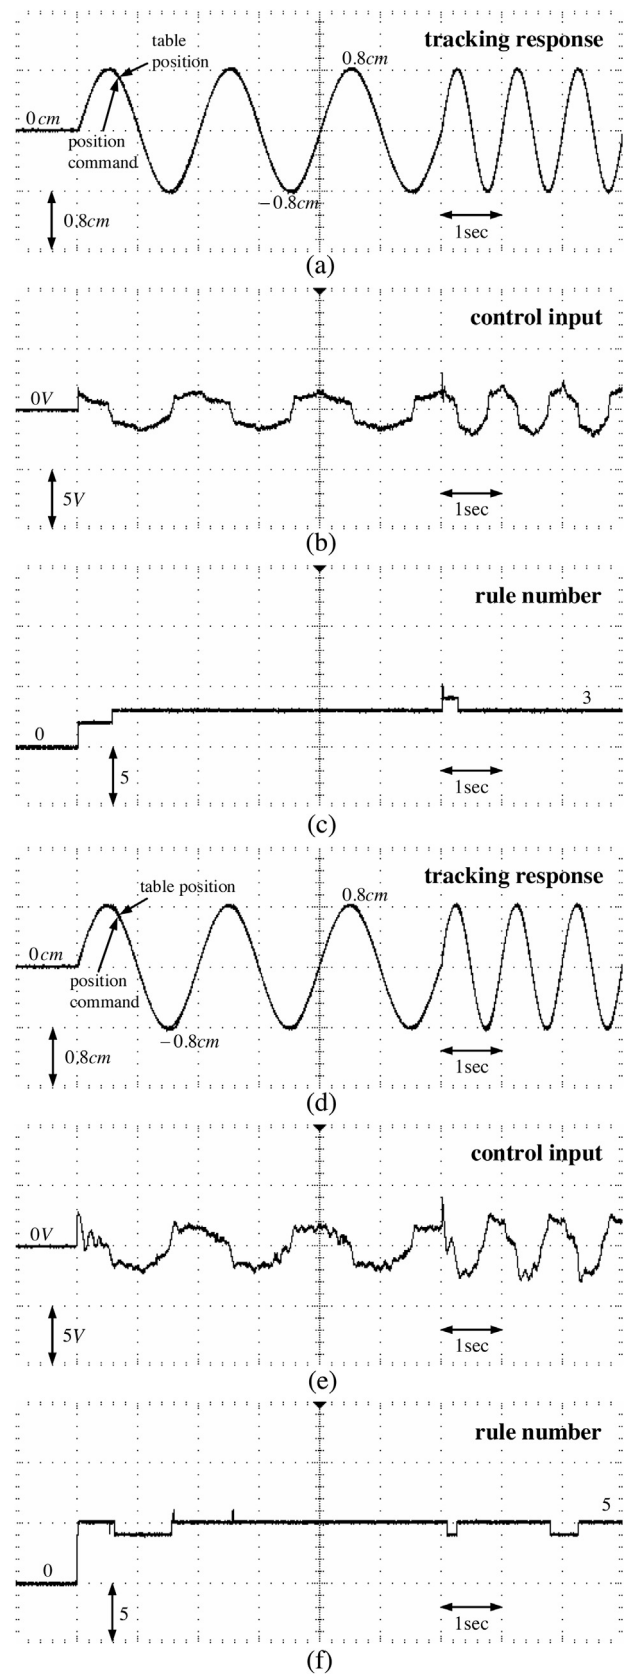 tracking response
table
position
0.8cm
0cm
position
command
−0.8cm
0.8cm
1sec
(a)
control input
0V
5V
1sec
(b)
rule number
3
0
5
1sec
(c)
tracking response
table position
0.8cm
0cm
position
command
−0.8cm
0.8cm
1sec
(d)
control input
0V
5V
1sec
(e)
rule number
5
0
5
1sec
(f)